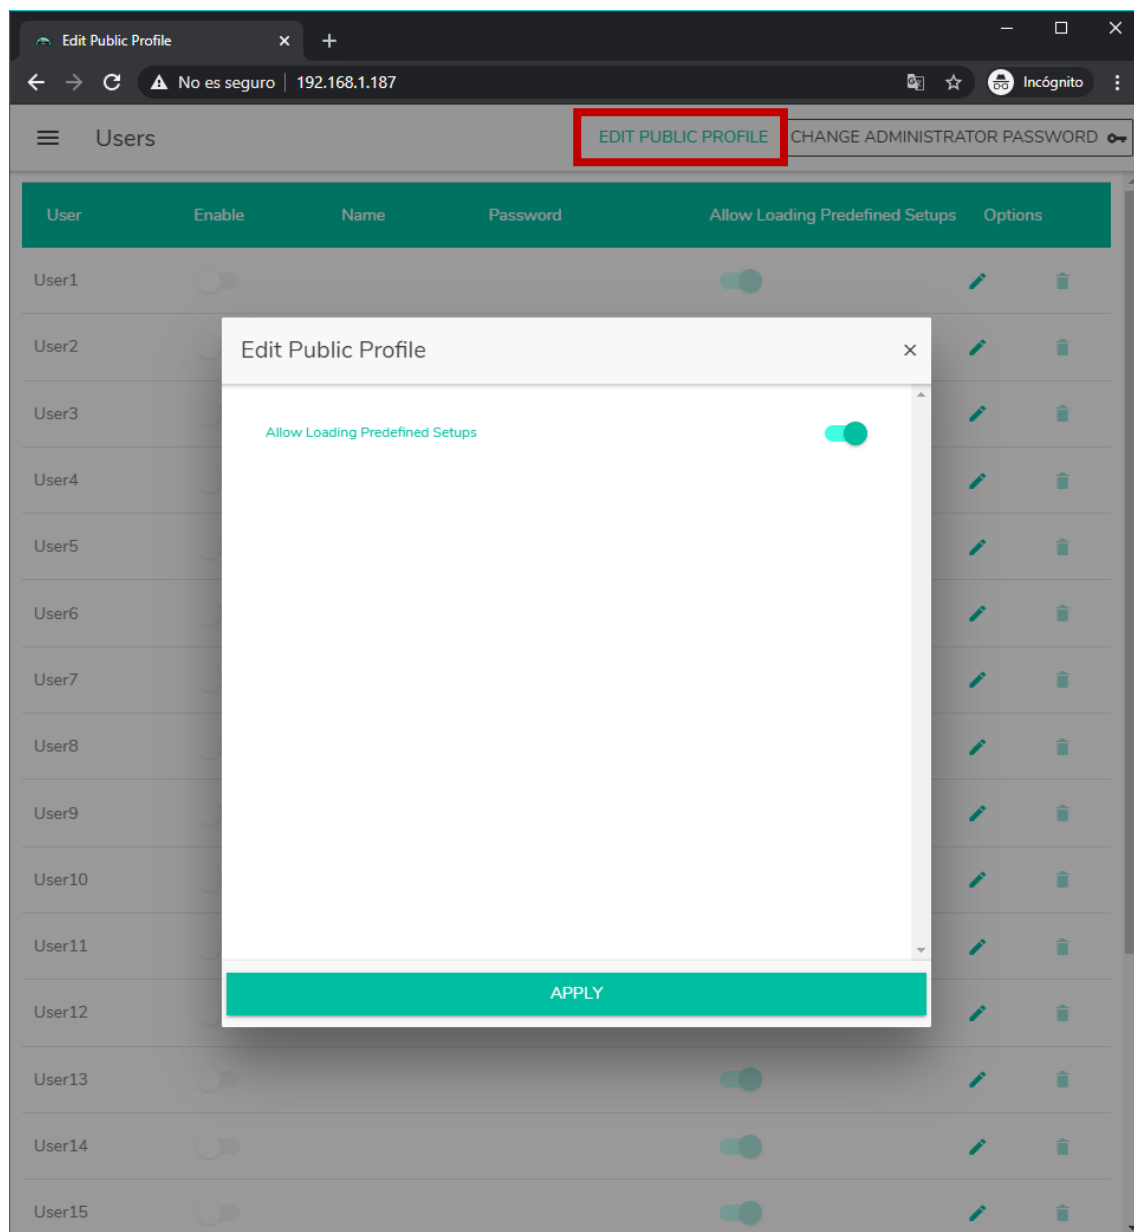 Edit Public Profile
No es seguro 192.168.1.187 Incógnito
Users EDIT PUBLIC PROFILE CHANGE ADMINISTRATOR PASSWORD
User Enable Name Password Allow Loading Predefined Setups Options
User1
User2
Edit Public Profile
User3
Allow Loading Predefined Setups
User4
User5
User6
User7
User8
User9
User10
User11
APPLY
User12
User13
User14
User15